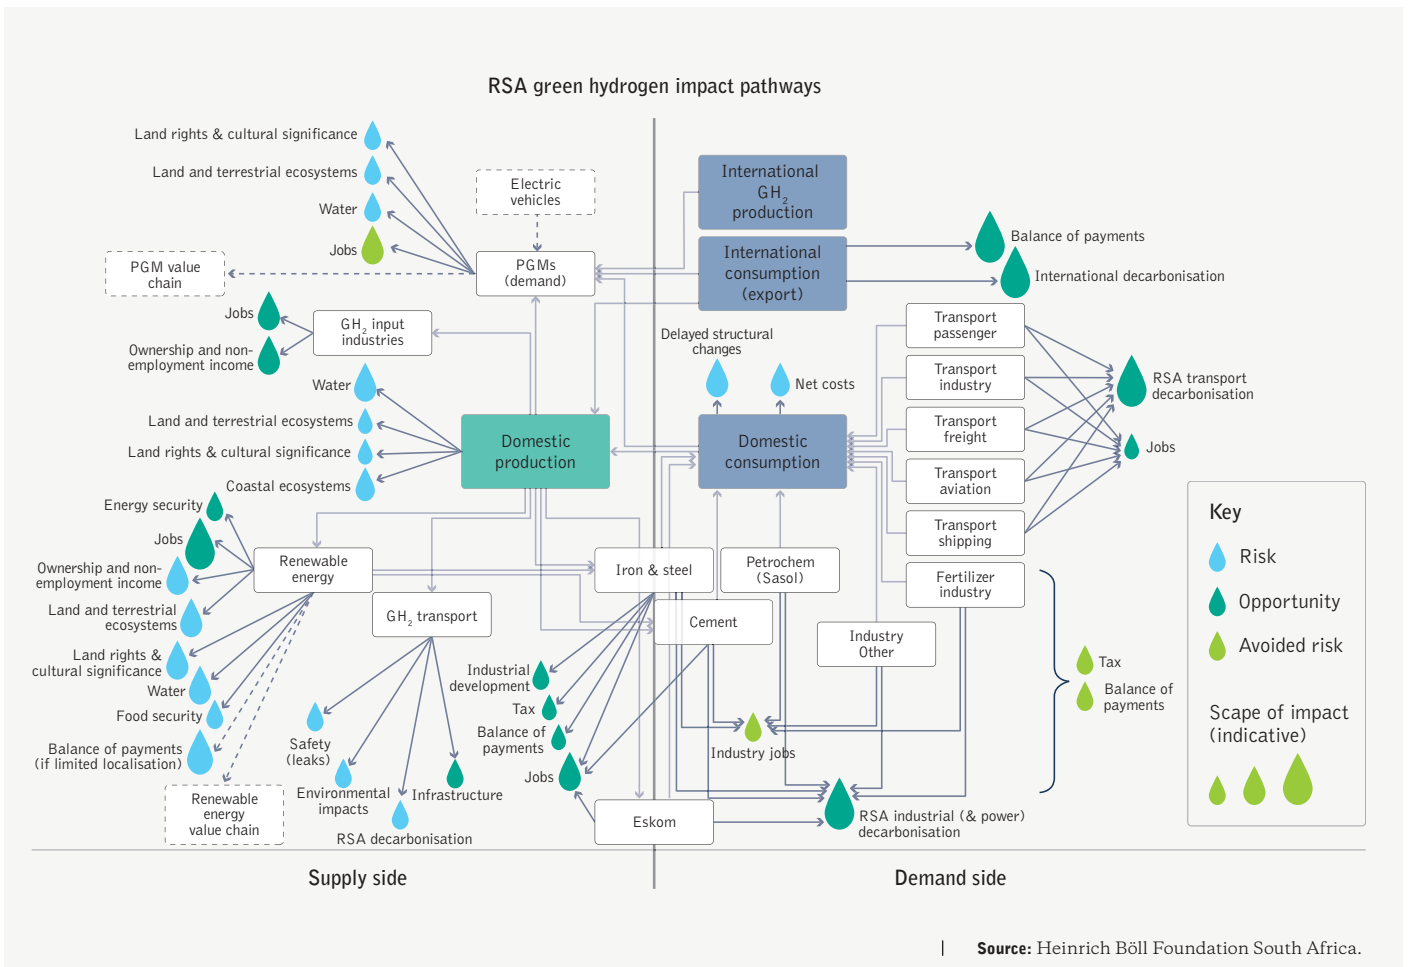 RSA green hydrogen impact pathways
Land rights & cultural significance
Land and terrestrial ecosystems
Water
Jobs
Electric
vehicles
PGM value
chain
PGMs
(demand)
International
GH2
production
International
consumption
(export)
Balance of payments
International decarbonisation
Jobs
Ownership and non-
employment income
GH2 input
industries
Delayed structural
changes
Net costs
Transport
passenger
Transport
industry
Transport
freight
Transport
aviation
Transport
shipping
Fertilizer
industry
RSA transport
decarbonisation
Jobs
Water
Land and terrestrial ecosystems
Land rights & cultural significance
Coastal ecosystems
Domestic
production
Domestic
consumption
Energy security
Jobs
Ownership and non-
employment income
Land and terrestrial
ecosystems
Land rights &
cultural significance
Water
Food security
Balance of payments
(if limited localisation)
Renewable
energy
Renewable
energy
value chain
GH2 transport
Safety
(leaks)
Environmental
impacts
RSA decarbonisation
Infrastructure
Iron & steel
Petrochem
(Sasol)
Cement
Industry
Other
Industrial
development
Tax
Balance of
payments
Jobs
Eskom
Industry jobs
RSA industrial (& power)
decarbonisation
Tax
Balance of
payments
Key
Risk
Opportunity
Avoided risk
Scape of impact
(indicative)
Supply side
Demand side
Source: Heinrich Böll Foundation South Africa.